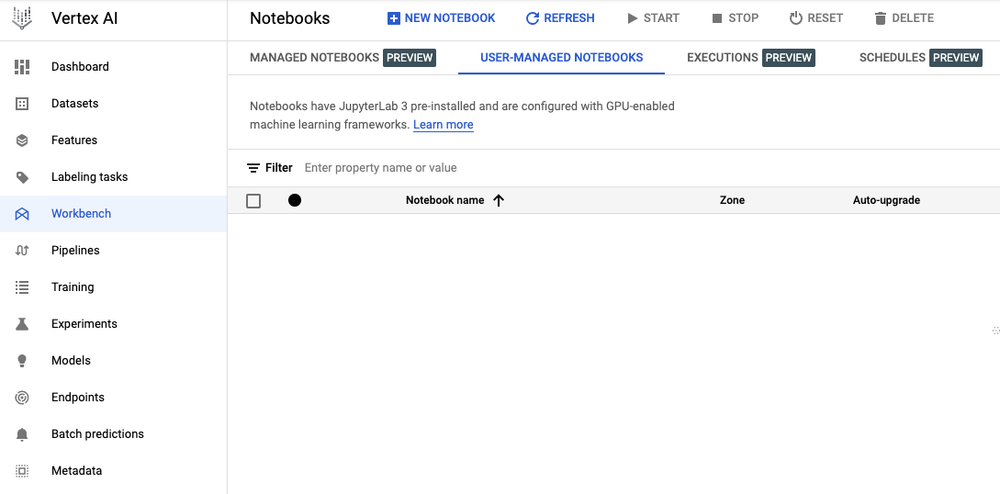 Vertex AI
Notebooks
NEW NOTEBOOK
REFRESH
START
STOP
RESET
DELETE
Dashboard
Datasets
Features
Labeling tasks
Workbench
Pipelines
Training
Experiments
Models
Endpoints
Batch predictions
Metadata
MANAGED NOTEBOOKS PREVIEW
USER-MANAGED NOTEBOOKS
EXECUTIONS PREVIEW
SCHEDULES PREVIEW
Notebooks have JupyterLab 3 pre-installed and are configured with GPU-enabled
machine learning frameworks. Learn more
Filter Enter property name or value
Notebook name
Zone
Auto-upgrade